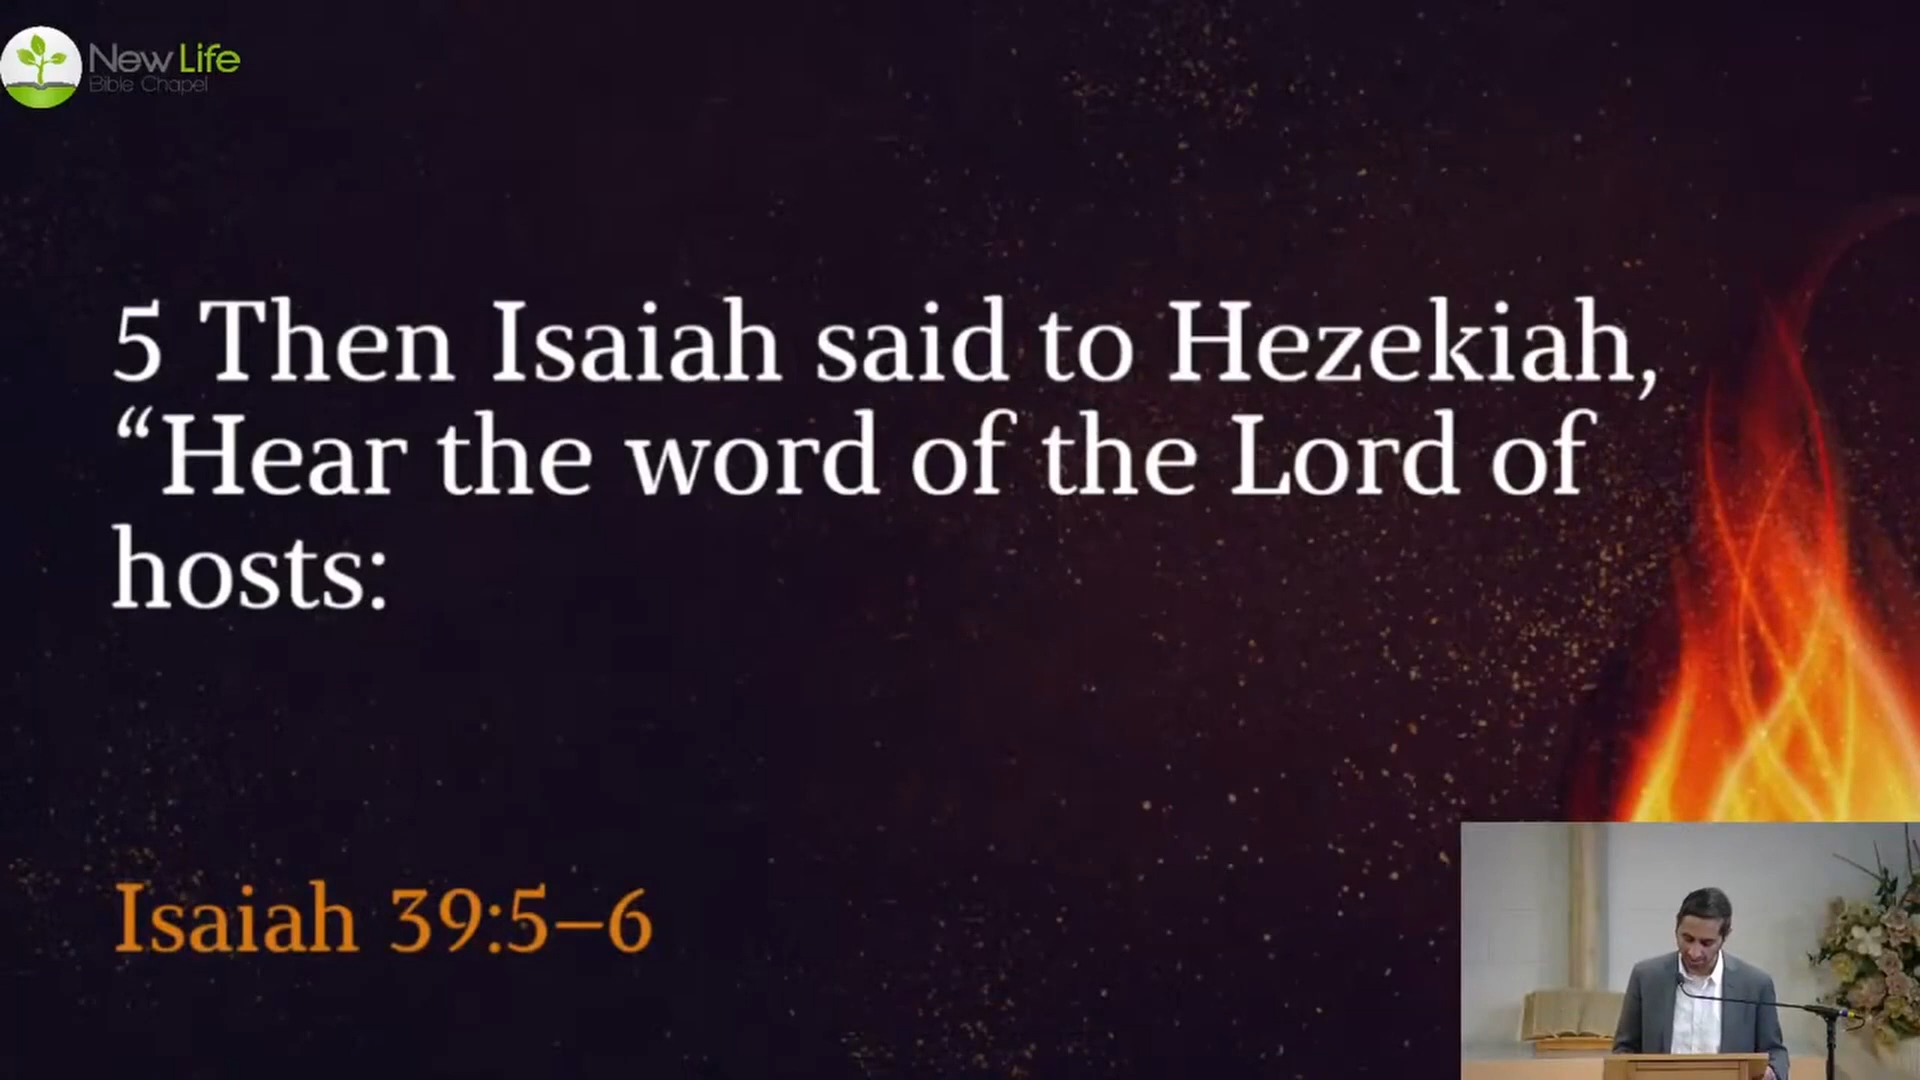 New Life
Bible Chapel
5 Then Isaiah said to Hezekiah,
“Hear the word of the Lord of
hosts:
Isaiah 39:5–6